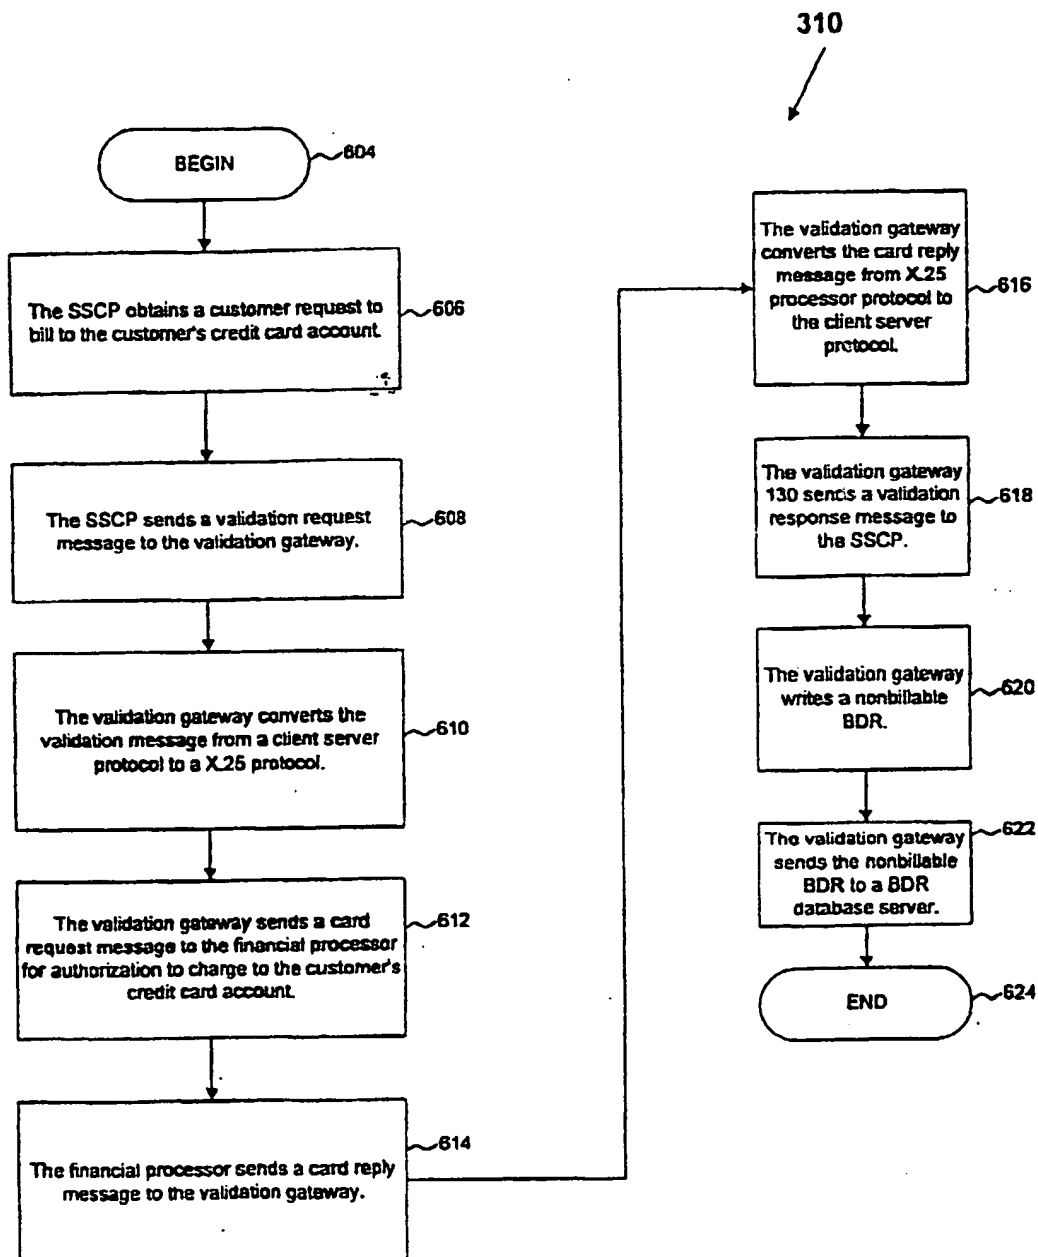 310
BEGIN
604
The SSCP obtains a customer request to
bill to the customer's credit card account.
606
The SSCP sends a validation request
message to the validation gateway.
608
The validation gateway converts the
validation message from a client server
protocol to a X.25 protocol.
610
The validation gateway sends a card
request message to the financial processor
for authorization to charge to the customer's
credit card account.
612
The financial processor sends a card reply
message to the validation gateway.
614
The validation gateway
converts the card reply
message from X.25
processor protocol to
the client server
protocol.
616
The validation gateway
130 sends a validation
response message to
the SSCP.
618
The validation gateway
writes a nonbillable
BDR.
620
The validation gateway
sends the nonbillable
BDR to a BDR
database server.
622
END
624